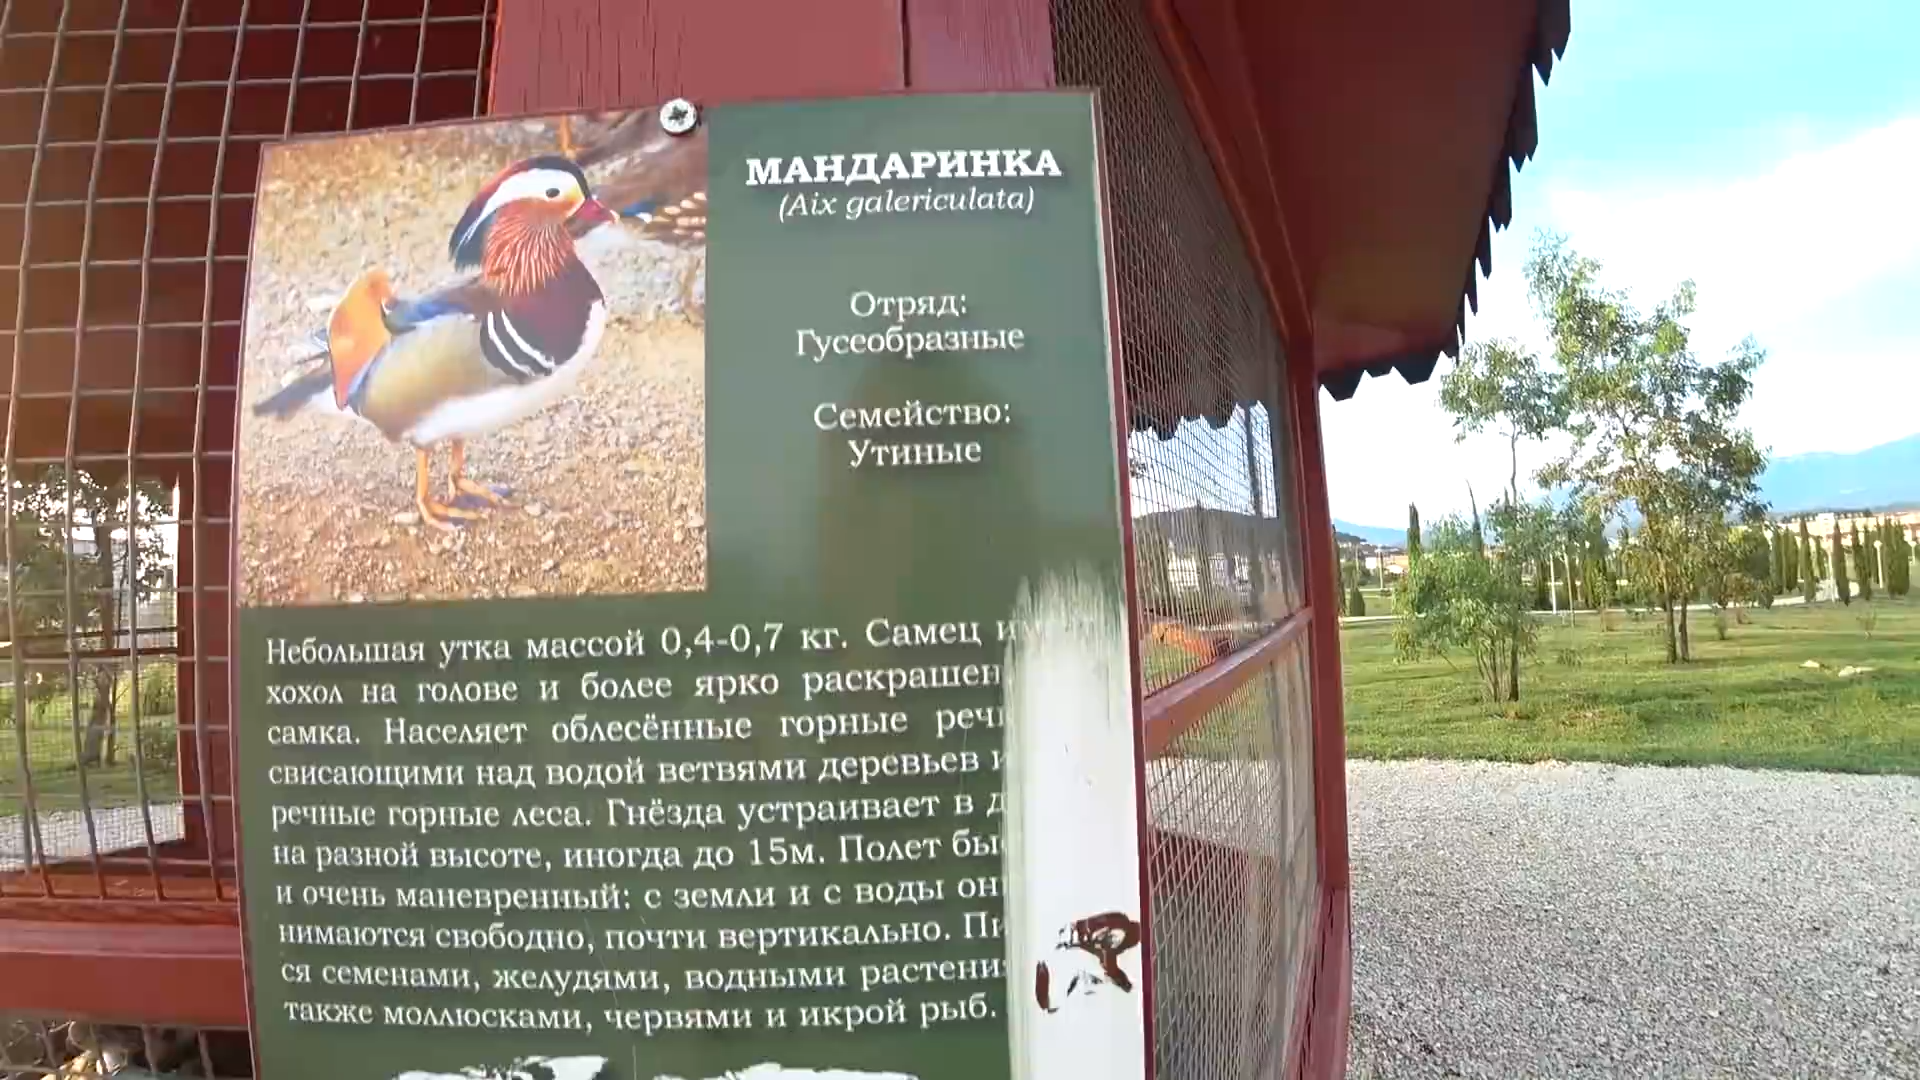 МАНДАРИНКА
(Aix galericulata)
Отряд:
Гусеобразные
Семейство:
Утиные
Небольшая утка массой 0,4-0,7 кг. Самец
хохол на голове и более ярко раскрашен
самка. Населяет облесённые горные
свисающими над водой ветвями деревьев
речные горные леса. Гнёзда устраивает в
на разной высоте, иногда до 15м. Полет
и очень маневренный: с земли и с воды
нимаются свободно, почти вертикально.
ся семенами, желудями, водными
также моллюсками, червями и икрой рыб.